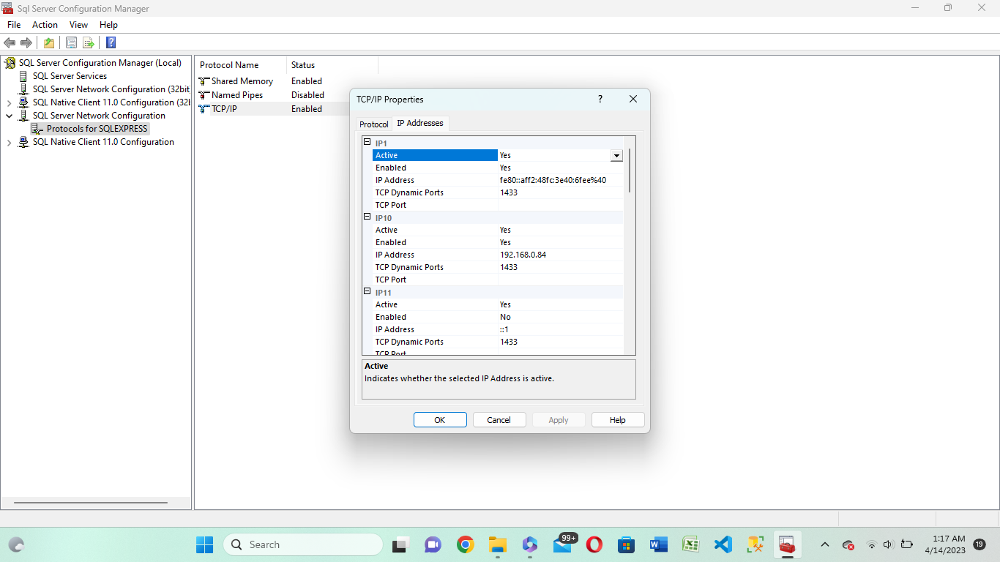 Sql Server Configuration Manager
File Action View Help
SQL Server Configuration Manager (Local)
SQL Server Services
SQL Server Network Configuration (32bit
SQL Native Client 11.0 Configuration (32b
SQL Server Network Configuration
Protocols for SQLEXPRESS
SQL Native Client 11.0 Configuration
Protocol Name Status
Shared Memory Enabled
Named Pipes Disabled
TCP/IP Enabled
TCP/IP Properties ?
Protocol IP Addresses
IP1
Active Yes
Enabled Yes
IP Address fe80::aff2:48fc:3e40:6fee%40
TCP Dynamic Ports 1433
TCP Port
IP10
Active Yes
Enabled Yes
IP Address 192.168.0.84
TCP Dynamic Ports 1433
TCP Port
IP11
Active Yes
Enabled No
IP Address ::1
TCP Dynamic Ports 1433
TCP Port
Active
Indicates whether the selected IP Address is active.
OK Cancel Apply Help
Search
99+
1:17 AM
4/14/2023
19